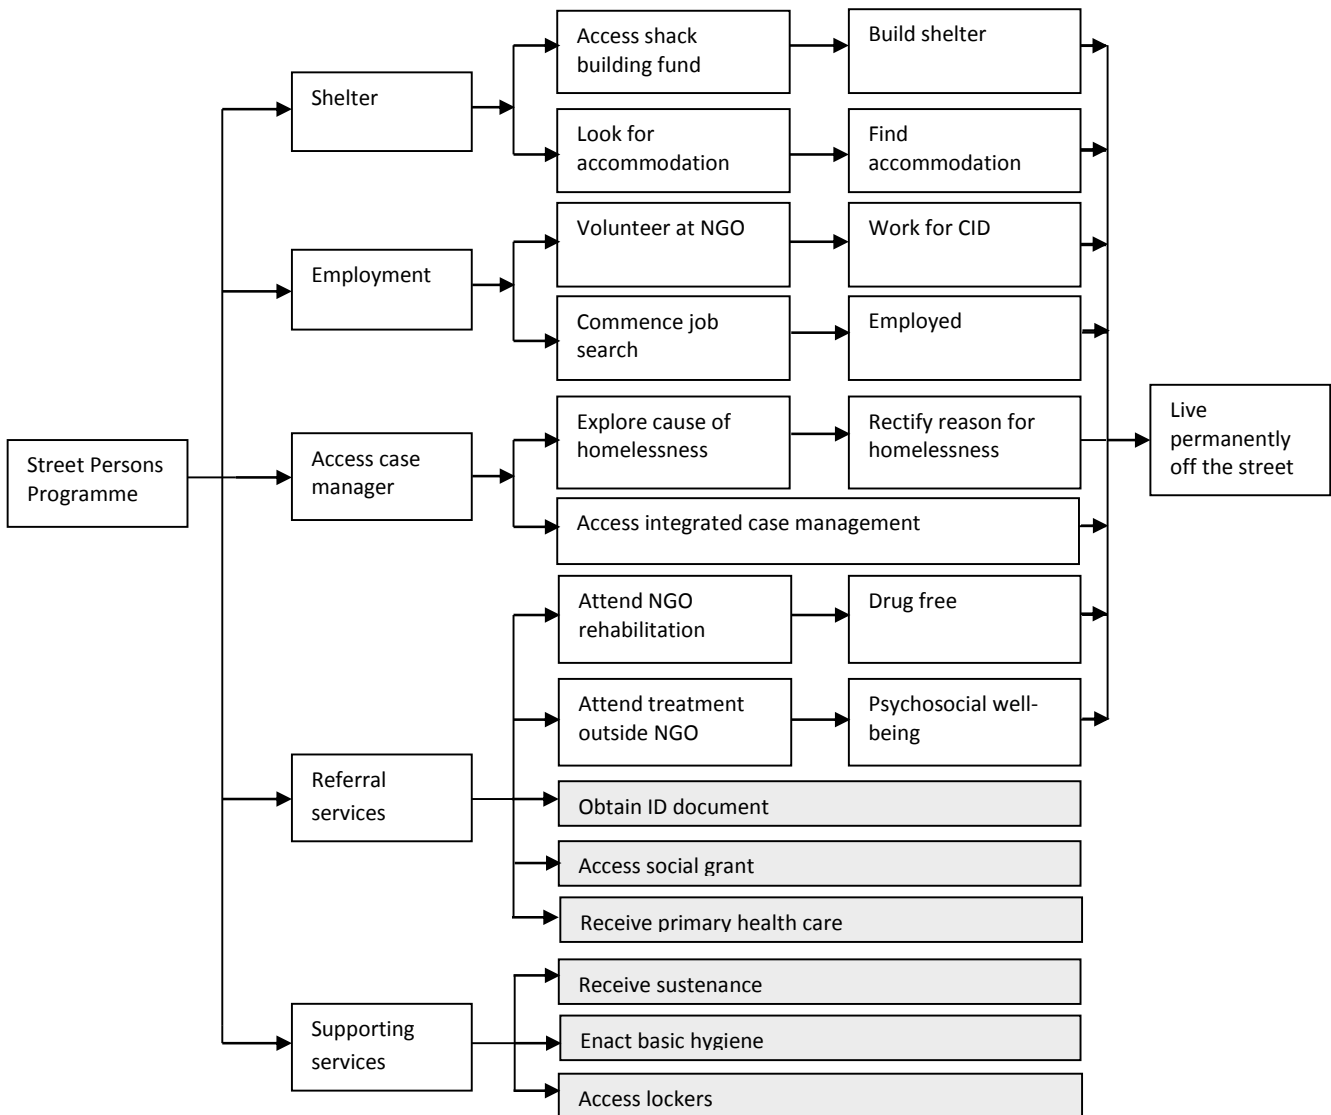 Access shack
building fund
Build shelter
Shelter
Look for
accommodation
Find
accommodation
Volunteer at NGO
Work for CID
Employment
Commence job
search
Employed
Explore cause of
homelessness
Rectify reason for
homelessness
Live
permanently
off the street
Access case
manager
Street Persons
Programme
Access integrated case management
Attend NGO
rehabilitation
Drug free
Attend treatment
outside NGO
Psychosocial well-
being
Referral
services
Obtain ID document
Access social grant
Receive primary health care
Receive sustenance
Supporting
services
Enact basic hygiene
Access lockers